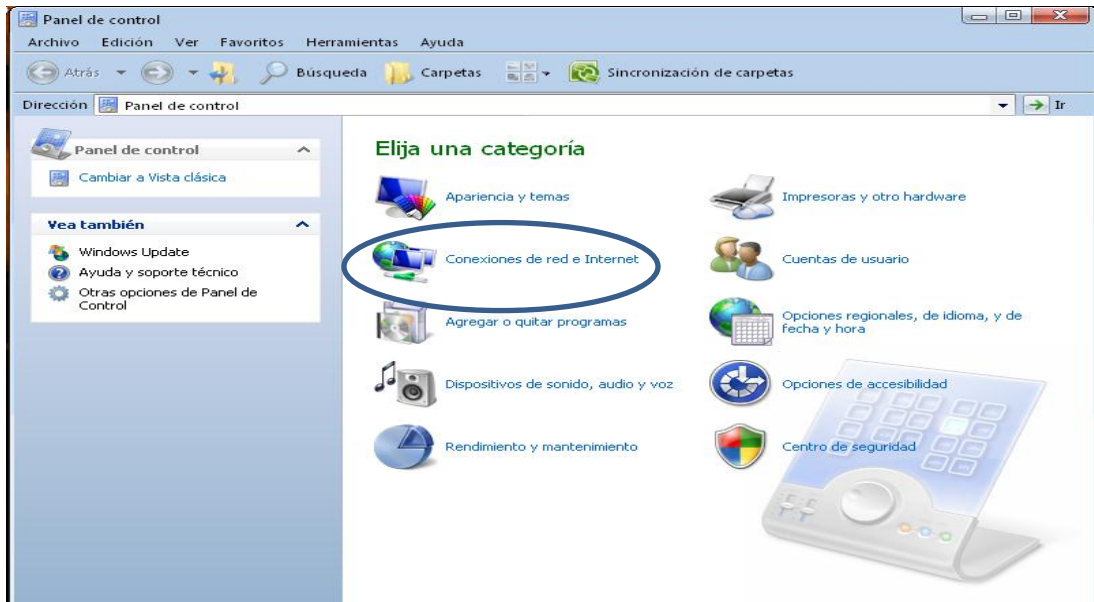 Panel de control
Archivo Edición Ver Favoritos Herramientas Ayuda
Atrás Búsqueda Carpetas Sincronización de carpetas
Dirección Panel de control Ir
Panel de control
Cambiar a Vista clásica
Vea también
Windows Update
Ayuda y soporte técnico
Otras opciones de Panel de
Control
Elija una categoría
Apariencia y temas
Impresoras y otro hardware
Conexiones de red e Internet
Cuentas de usuario
Agregar o quitar programas
Opciones regionales, de idioma, y de
fecha y hora
Dispositivos de sonido, audio y voz
Opciones de accesibilidad
Rendimiento y mantenimiento
Centro de seguridad